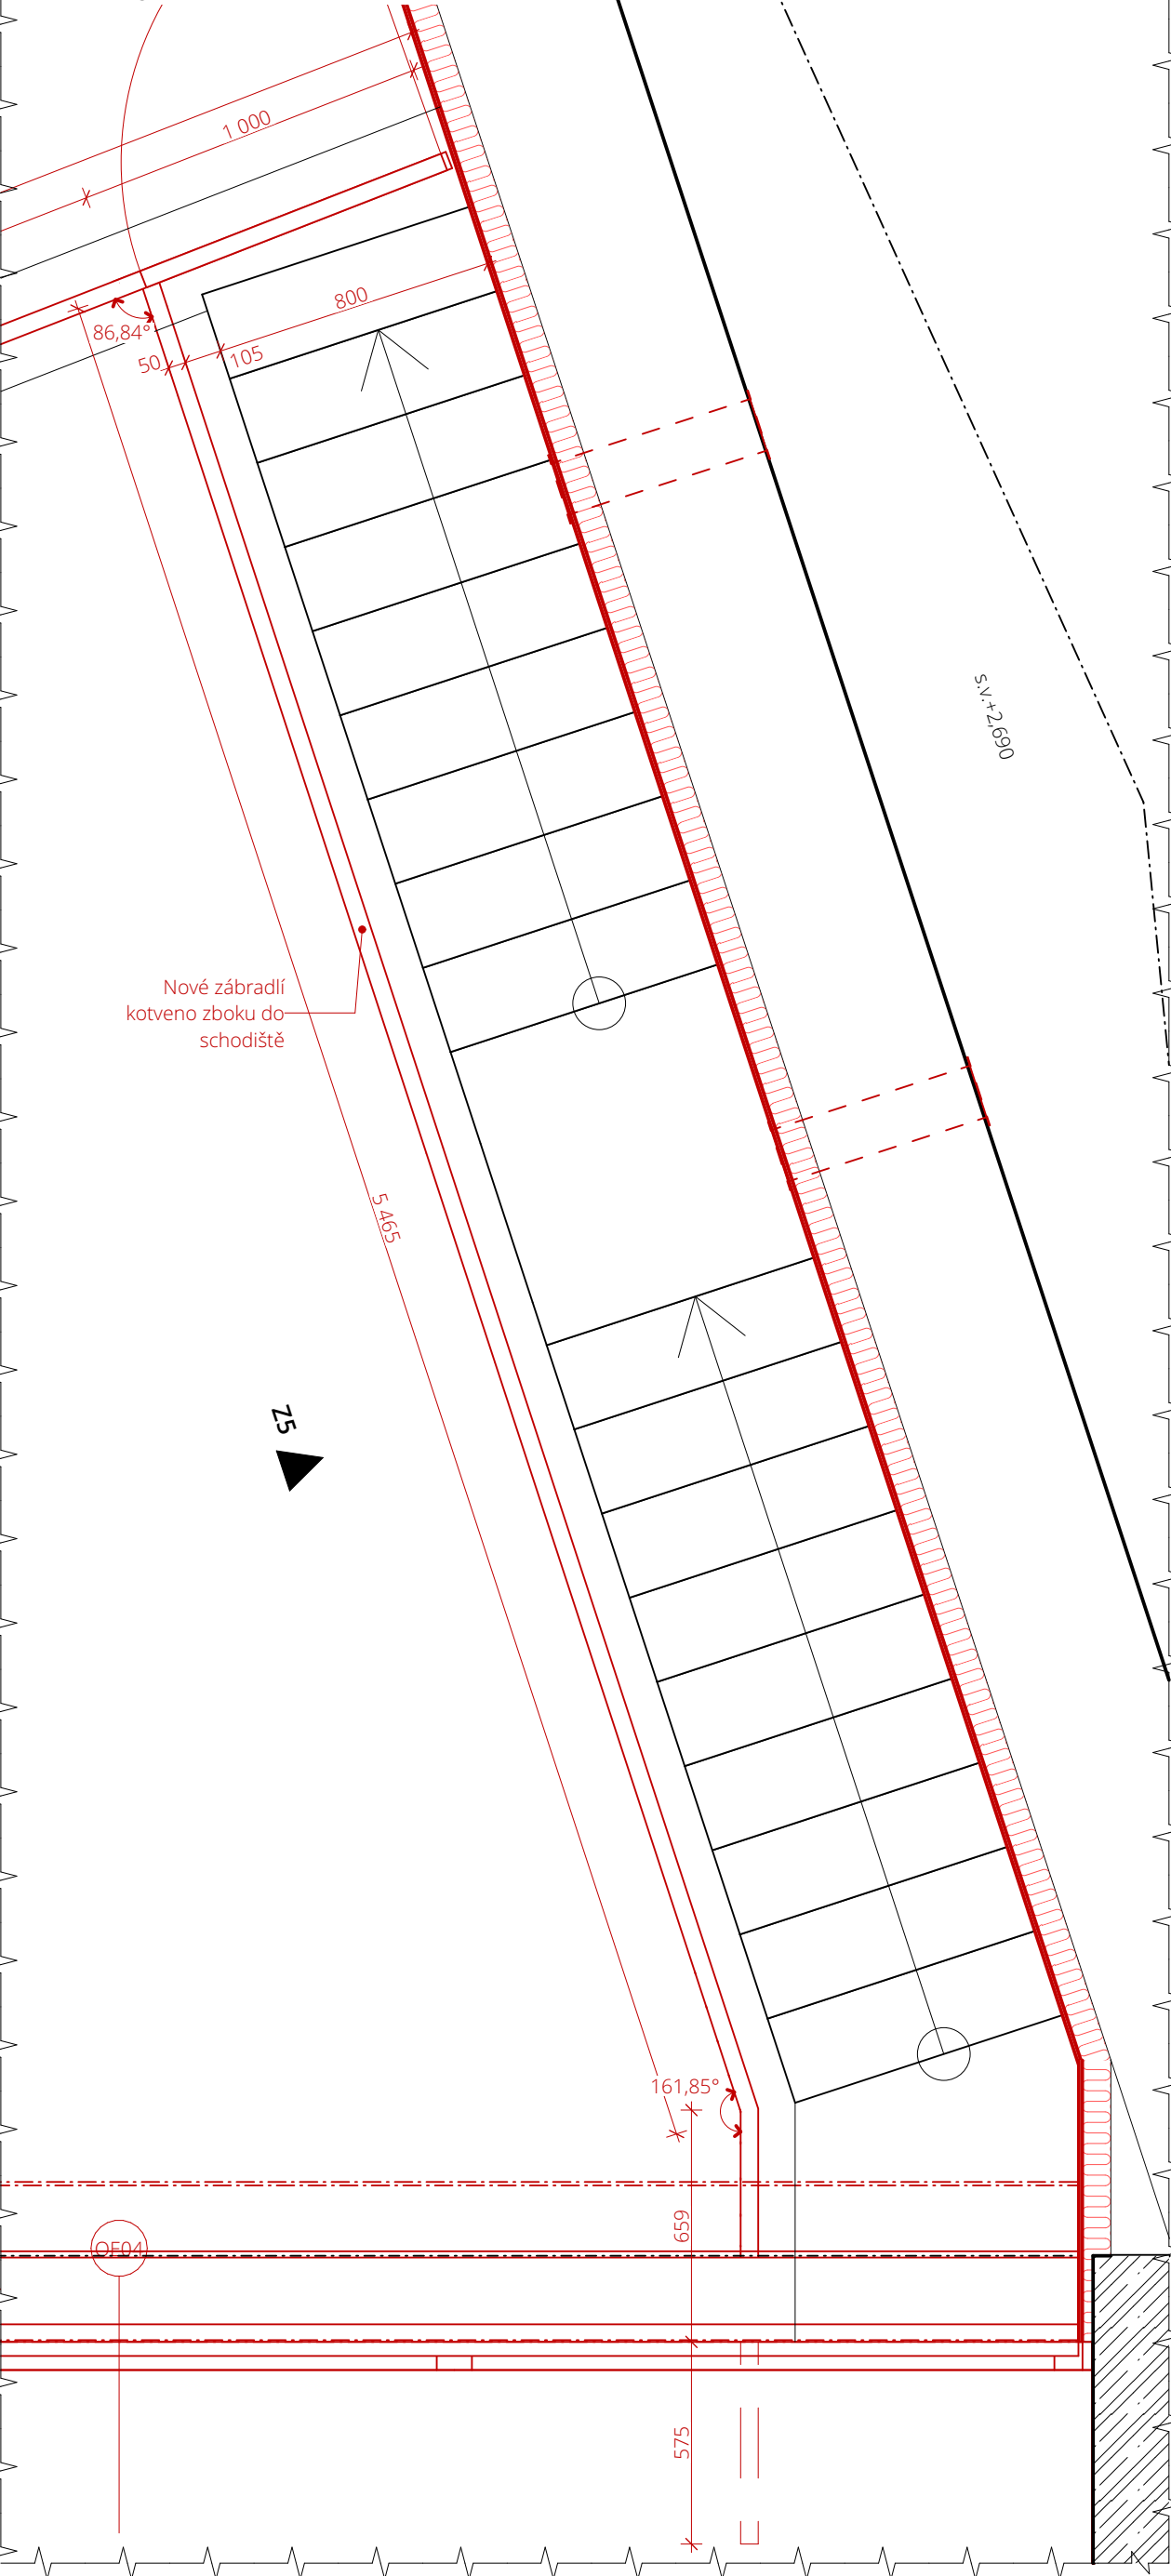 1 000
800
86,84°
50
105
s.v.+2,690
Nové zábradlí
kotveno zboku do
schodiště
5 465
Z5
161,85°
659
OF04
575